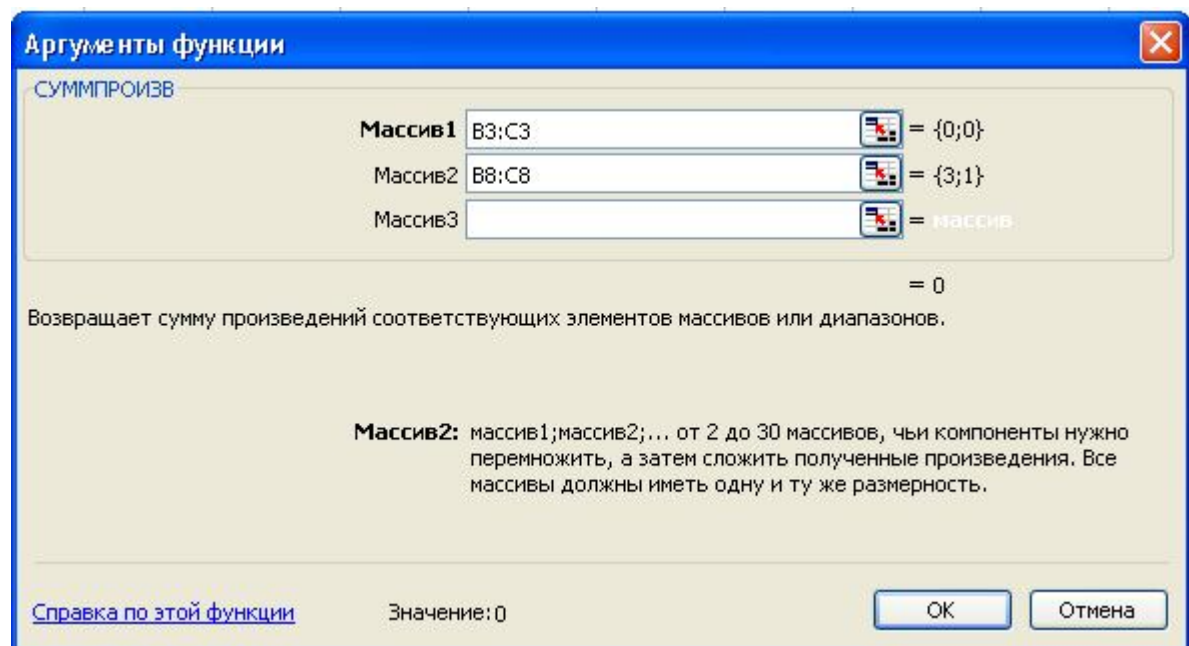 Аргументы функции
СУММПРОИЗВ
Массив1 B3:C3 = {0;0}
Массив2 B8:C8 = {3;1}
Массив3 = массив
= 0
Возвращает сумму произведений соответствующих элементов массивов или диапазонов.
Массив2: массив1;массив2;... от 2 до 30 массивов, чьи компоненты нужно
перемножить, а затем сложить полученные произведения. Все
массивы должны иметь одну и ту же размерность.
Справка по этой функции Значение:0 ОК Отмена